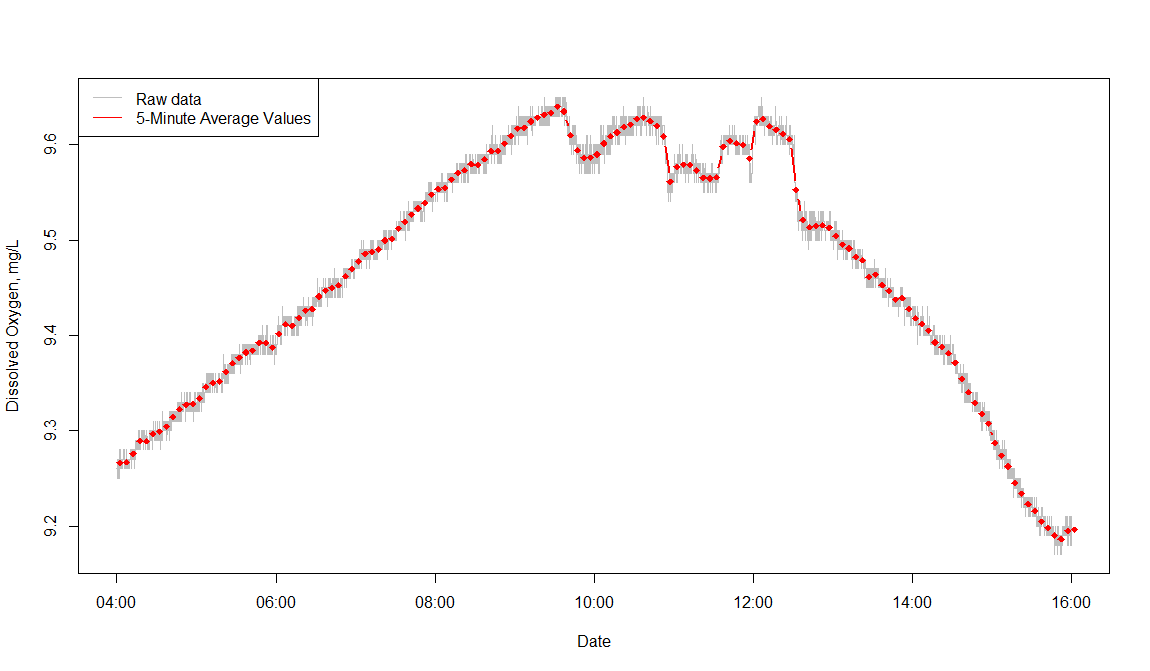 Raw data
5-Minute Average Values
Dissolved Oxygen, mg/L
9.6
9.5
9.4
9.3
9.2
04:00 06:00 08:00 10:00 12:00 14:00 16:00
Date